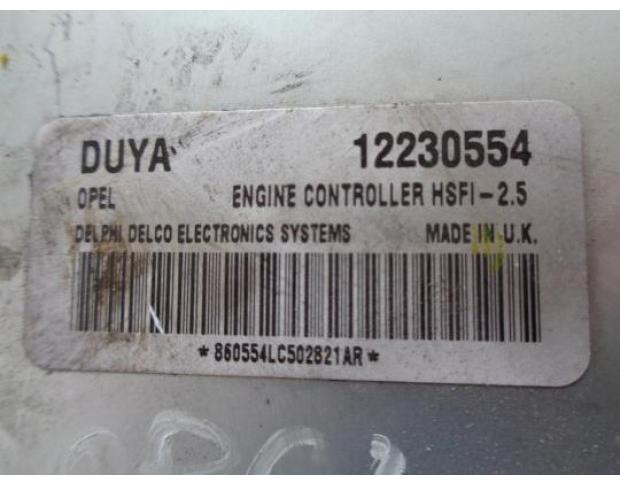 DUYA 12230554
OPEL ENGINE CONTROLLER HSFI-2.5
DELPHI DELCO ELECTRONICS SYSTEMS MADE IN U.K.
*860554LC502821AR*